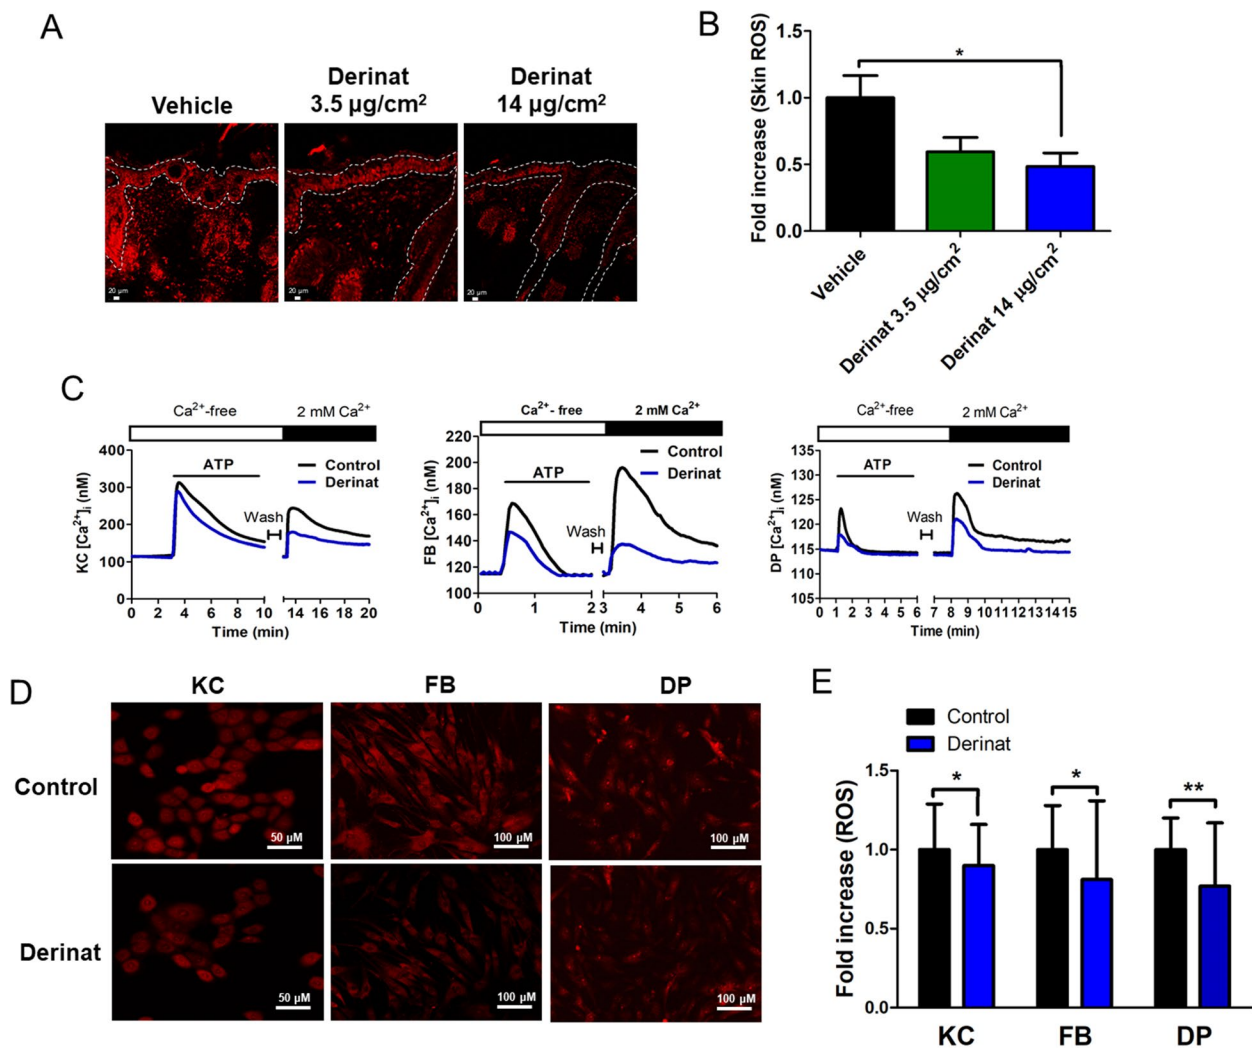 A
Vehicle
Derinat
3.5 µg/cm²
Derinat
14 µg/cm²
20 µm
20 µm
20 µm
B
Fold increase (Skin ROS)
1.5
1.0
0.5
0.0
*
Vehicle
Derinat 3.5 µg/cm²
Derinat 14 µg/cm²
C
Ca²⁺-free
2 mM Ca²⁺
KC [Ca²⁺]ᵢ (nM)
400
300
200
100
0
ATP
Control
Derinat
Wash
0 2 4 6 8 10 14 16 18 20
Time (min)
Ca²⁺- free
2 mM Ca²⁺
FB [Ca²⁺]ᵢ (nM)
220
200
180
160
140
120
100
ATP
Control
Derinat
Wash
0 1 2 3 4 5 6
Time (min)
Ca²⁺-free
2 mM Ca²⁺
DP [Ca²⁺]ᵢ (nM)
135
130
125
120
115
110
105
ATP
Control
Derinat
Wash
0 1 2 3 4 5 6 7 8 9 10 11 12 13 14 15
Time (min)
D
KC
FB
DP
Control
50 µM
100 µM
100 µM
Derinat
50 µM
100 µM
100 µM
E
Control
Derinat
Fold increase (ROS)
1.5
1.0
0.5
0.0
*
*
**
KC
FB
DP